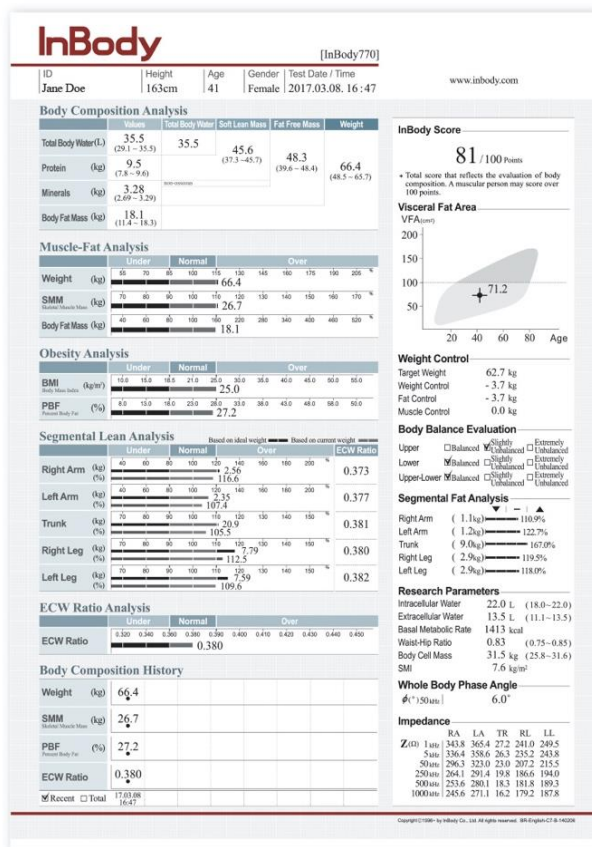 InBody
[InBody770]
ID Height Age Gender Test Date / Time
Jane Doe 163cm 41 Female 2017.03.08. 16:47
www.inbody.com
Body Composition Analysis
Values Total Body Water Soft Lean Mass Fat Free Mass Weight
Total Body Water (L) 35.5 (29.1 ~ 35.5) 35.5 45.6 (37.3 ~45.7) 48.3 (39.6 ~ 48.4) 66.4 (48.5 ~ 65.7)
Protein (kg) 9.5 (7.8 ~ 9.6)
Minerals (kg) 3.28 (2.69 ~ 3.29)
Body Fat Mass (kg) 18.1 (11.4 ~ 18.3)
Muscle-Fat Analysis
Under Normal Over
Weight (kg) 55 70 85 100 115 130 145 160 175 190 205 %
66.4
SMM (kg) 70 80 90 100 110 120 130 140 150 160 170 %
Skeletal Muscle Mass 26.7
Body Fat Mass (kg) 40 60 80 100 160 220 280 340 400 460 520 %
18.1
Obesity Analysis
Under Normal Over
BMI (kg/m²) 10.0 15.0 18.5 21.0 25.0 30.0 35.0 40.0 45.0 50.0 55.0
Body Mass Index 25.0
PBF (%) 8.0 13.0 18.0 23.0 28.0 33.0 38.0 43.0 48.0 53.0
Percent Body Fat 27.2
Segmental Lean Analysis Based on ideal weight Based on current weight
Under Normal Over ECW Ratio
Right Arm (kg) (%) 40 60 80 100 120 140 160 180 200 %
2.56
116.6
0.373
Left Arm (kg) (%) 40 60 80 100 120 140 160 180 200 %
2.35
107.4
0.377
Trunk (kg) (%) 70 80 90 100 110 120 130 140 150 %
20.9
105.5
0.381
Right Leg (kg) (%) 70 80 90 100 110 120 130 140 150 %
7.79
112.5
0.380
Left Leg (kg) (%) 70 80 90 100 110 120 130 140 150 %
7.59
109.6
0.382
ECW Ratio Analysis
Under Normal Over
ECW Ratio 0.320 0.340 0.360 0.380 0.390 0.400 0.410 0.420 0.430 0.440 0.450
0.380
Body Composition History
Weight (kg) 66.4
SMM (kg) 26.7
Skeletal Muscle Mass
PBF (%) 27.2
Percent Body Fat
ECW Ratio 0.380
Recent Total 17.03.08
16:47
InBody Score
81/100 Points
* Total score that reflects the evaluation of body
composition. A muscular person may score over
100 points.
Visceral Fat Area
VFA(cm²)
200
150
100
50
71.2
20 40 60 80 Age
Weight Control
Target Weight 62.7 kg
Weight Control - 3.7 kg
Fat Control - 3.7 kg
Muscle Control 0.0 kg
Body Balance Evaluation
Upper Balanced Slightly Unbalanced Extremely Unbalanced
Lower Balanced Slightly Unbalanced Extremely Unbalanced
Upper-Lower Balanced Slightly Unbalanced Extremely Unbalanced
Segmental Fat Analysis
Right Arm ( 1.1kg) 110.9%
Left Arm ( 1.2kg) 122.7%
Trunk ( 9.0kg) 167.0%
Right Leg ( 2.9kg) 119.5%
Left Leg ( 2.9kg) 118.0%
Research Parameters
Intracellular Water 22.0 L (18.0~22.0)
Extracellular Water 13.5 L (11.1~13.5)
Basal Metabolic Rate 1413 kcal
Waist-Hip Ratio 0.83 (0.75~0.85)
Body Cell Mass 31.5 kg (25.8~31.6)
SMI 7.6 kg/m²
Whole Body Phase Angle
φ(°)50kHz 6.0°
Impedance
RA LA TR RL LL
Z(Ω) 1kHz 343.8 365.4 27.2 241.0 249.5
5kHz 336.4 358.6 26.3 235.2 243.8
50kHz 296.3 323.0 23.0 207.2 215.5
250kHz 264.1 291.4 19.8 186.6 194.0
500kHz 253.6 280.1 18.3 181.8 189.3
1000kHz 245.6 271.1 16.2 179.2 187.8
Copyright©1996~ by InBody Co., Ltd. All rights reserved. BR-English-C7-B-140206